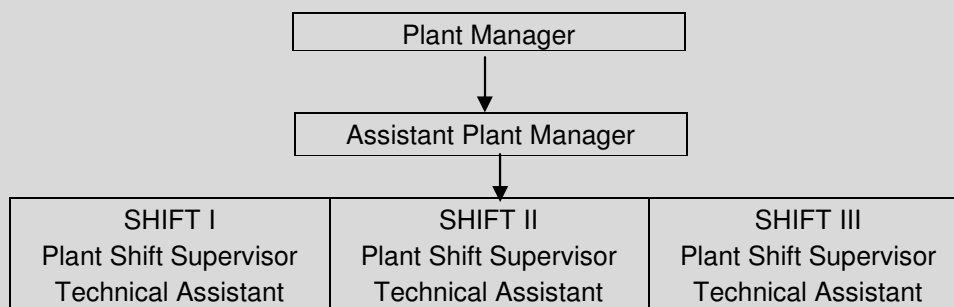 Plant Manager
Assistant Plant Manager
SHIFT I
Plant Shift Supervisor
Technical Assistant
SHIFT II
Plant Shift Supervisor
Technical Assistant
SHIFT III
Plant Shift Supervisor
Technical Assistant